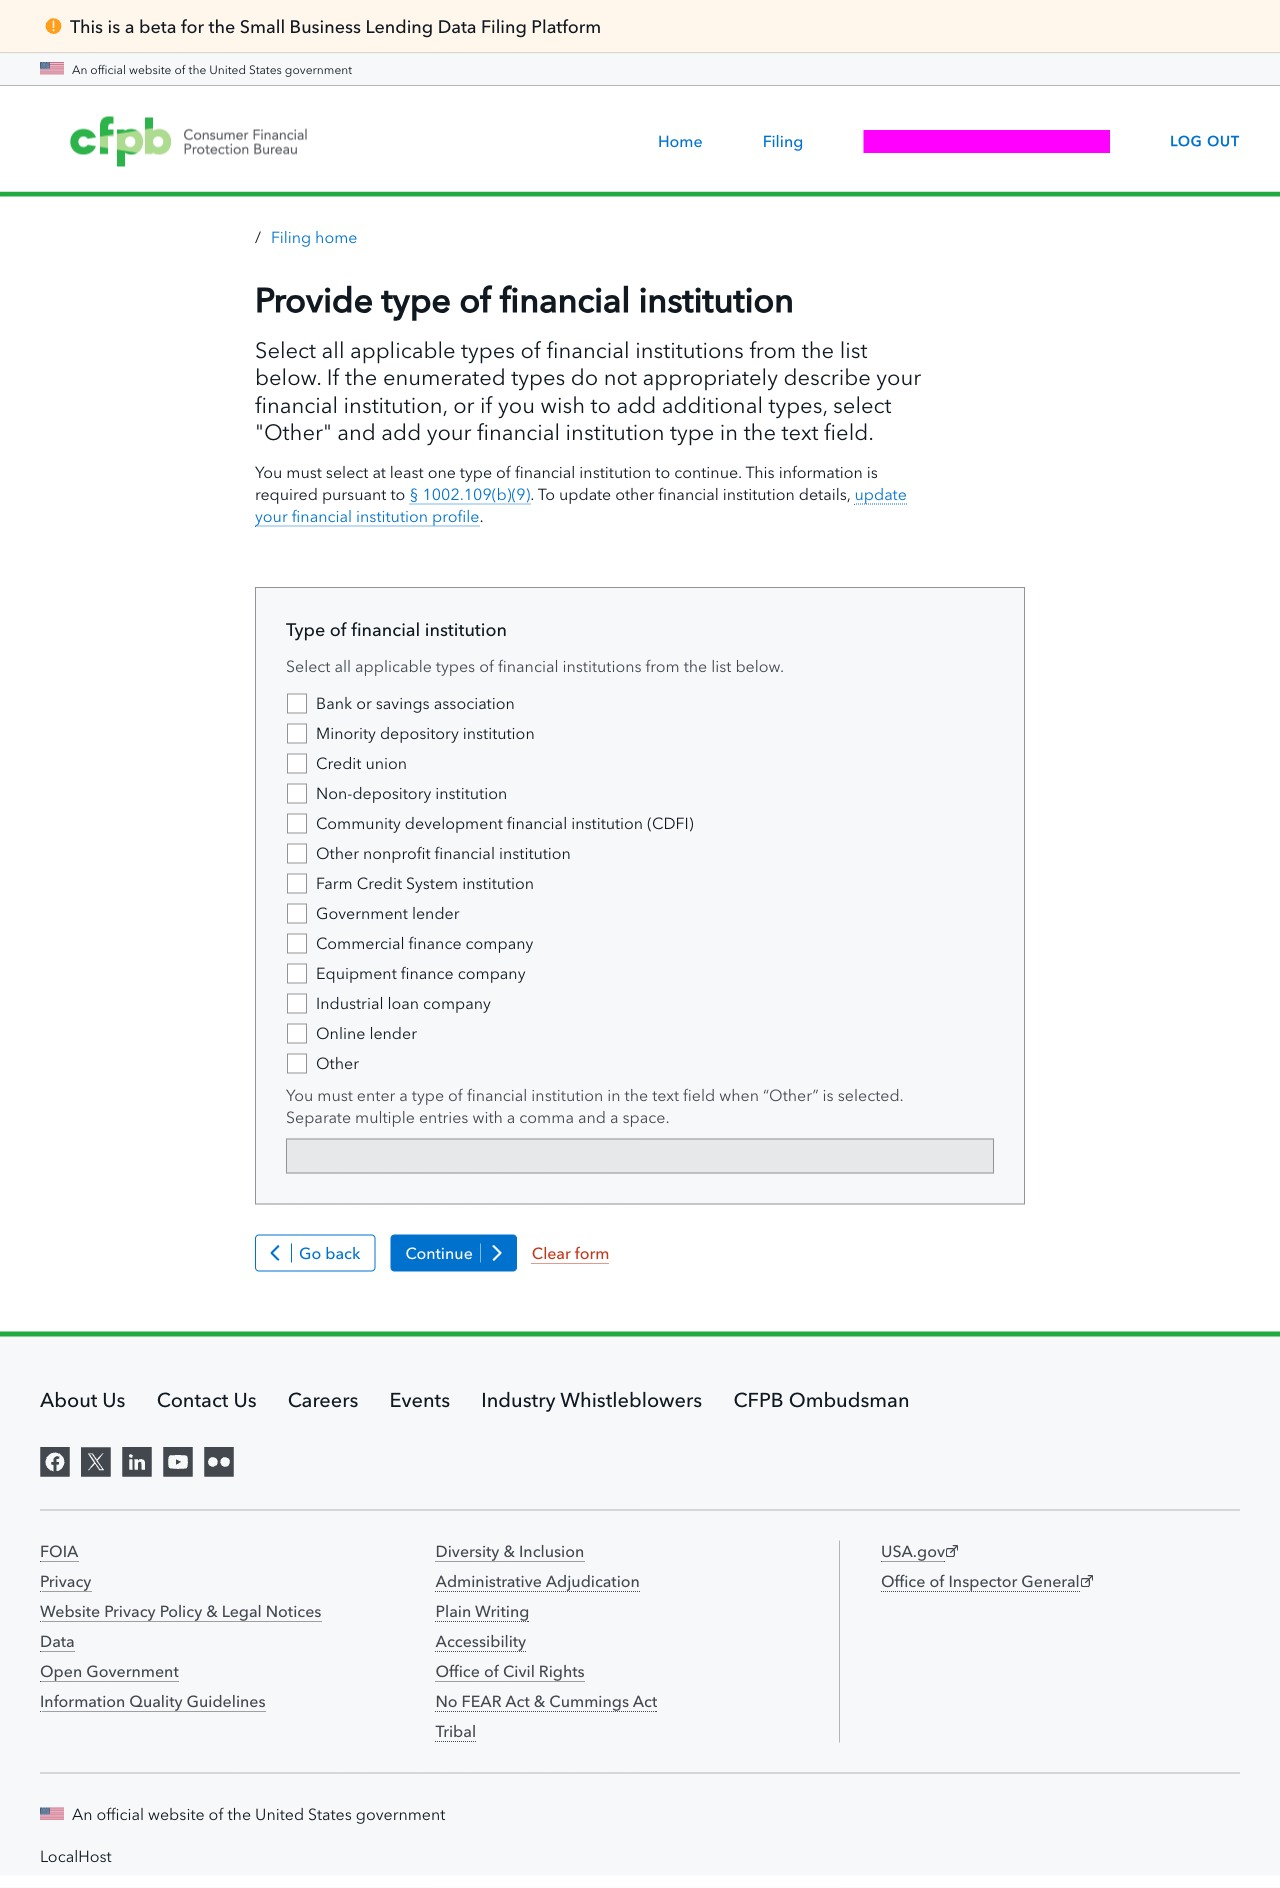 This is a beta for the Small Business Lending Data Filing Platform
An official website of the United States government
cfpb Consumer Financial
Protection Bureau
Home
Filing
LOG OUT
/ Filing home
Provide type of financial institution
Select all applicable types of financial institutions from the list
below. If the enumerated types do not appropriately describe your
financial institution, or if you wish to add additional types, select
"Other" and add your financial institution type in the text field.
You must select at least one type of financial institution to continue. This information is
required pursuant to § 1002.109(b)(9). To update other financial institution details, update
your financial institution profile.
Type of financial institution
Select all applicable types of financial institutions from the list below.
Bank or savings association
Minority depository institution
Credit union
Non-depository institution
Community development financial institution (CDFI)
Other nonprofit financial institution
Farm Credit System institution
Government lender
Commercial finance company
Equipment finance company
Industrial loan company
Online lender
Other
You must enter a type of financial institution in the text field when “Other” is selected.
Separate multiple entries with a comma and a space.
Go back
Continue
Clear form
About Us
Contact Us
Careers
Events
Industry Whistleblowers
CFPB Ombudsman
FOIA
Privacy
Website Privacy Policy & Legal Notices
Data
Open Government
Information Quality Guidelines
Diversity & Inclusion
Administrative Adjudication
Plain Writing
Accessibility
Office of Civil Rights
No FEAR Act & Cummings Act
Tribal
USA.gov
Office of Inspector General
An official website of the United States government
LocalHost